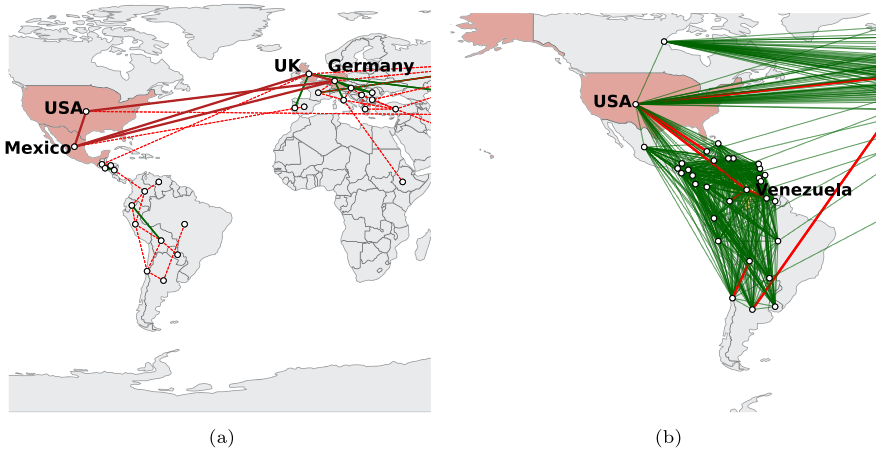 UK
Germany
USA
Mexico
(a)
USA
Venezuela
(b)